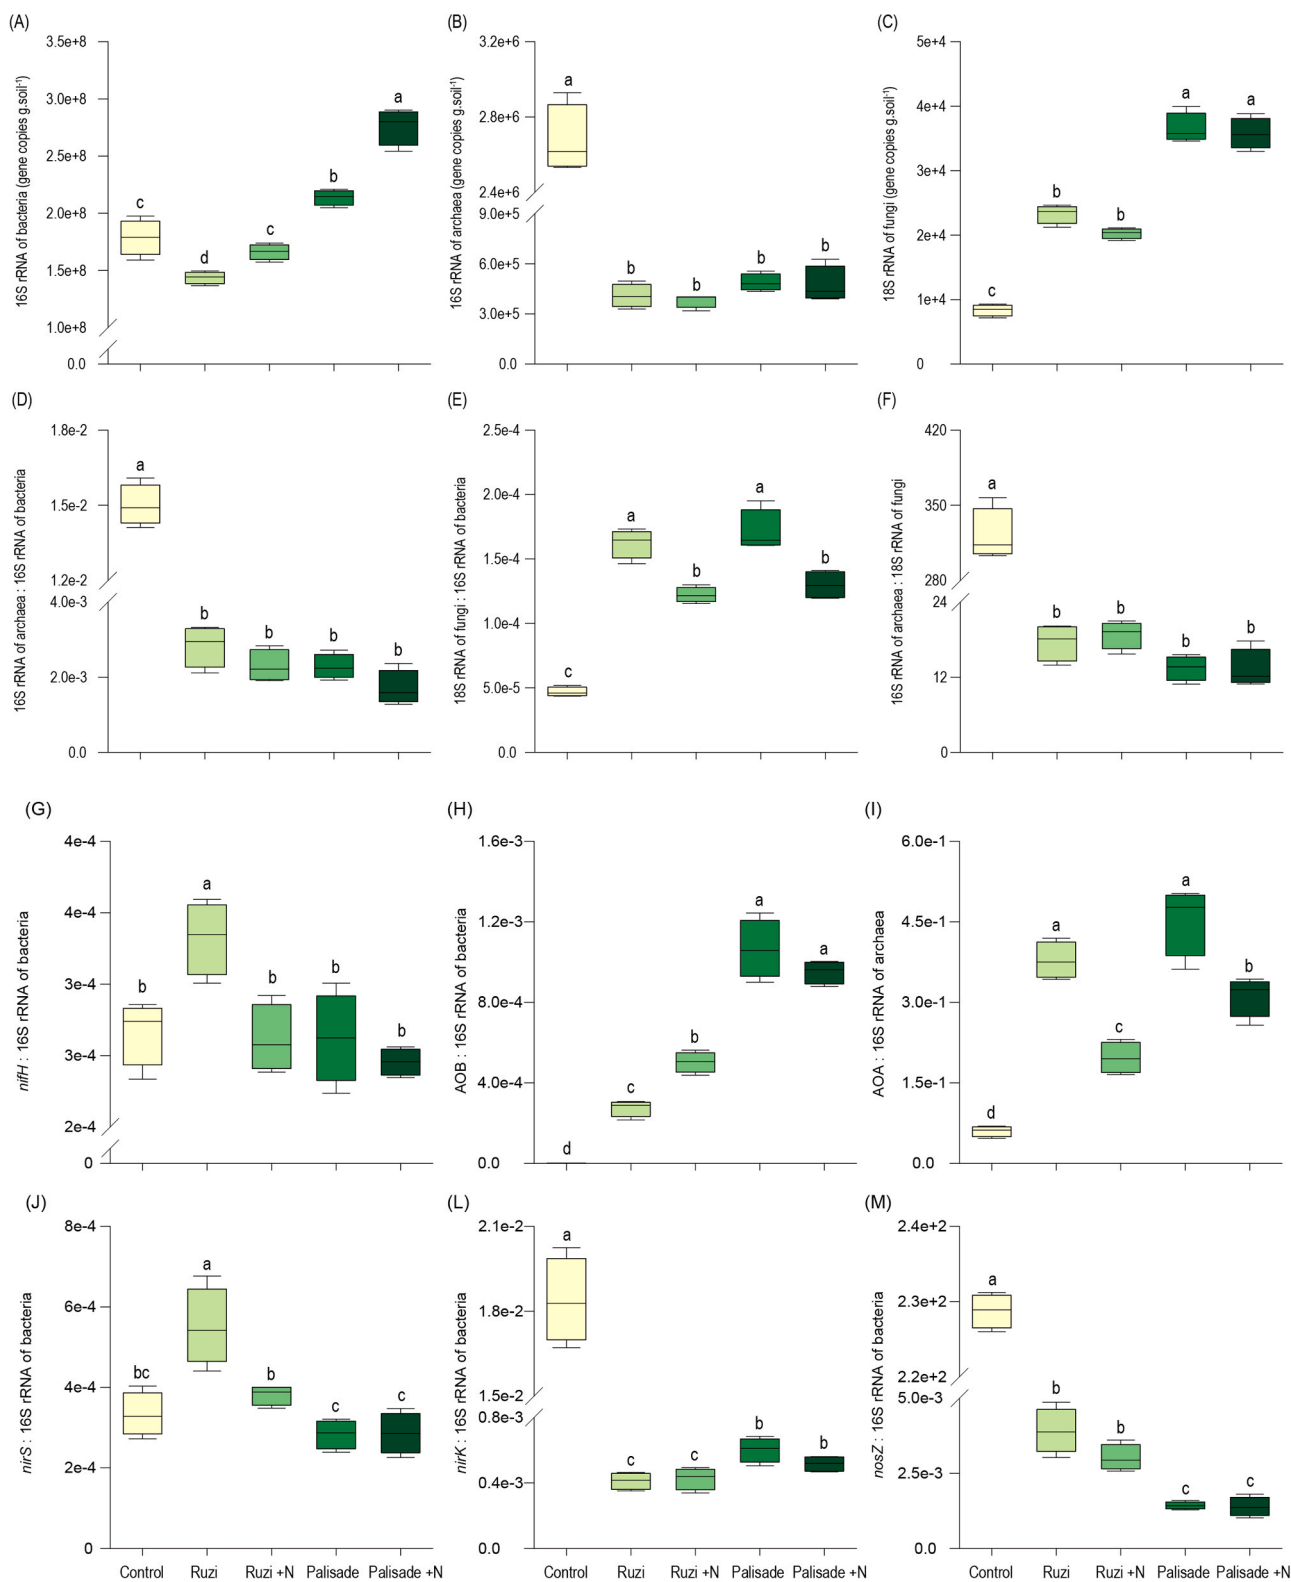 (A)
16S rRNA of bacteria (gene copies g.soil⁻¹)
3.5e+8
3.0e+8
2.5e+8
2.0e+8
1.5e+8
1.0e+8
0.0
c
d
c
b
a
(B)
16S rRNA of archaea (gene copies g.soil⁻¹)
3.2e+6
2.8e+6
2.4e+6
9.0e+5
6.0e+5
3.0e+5
0.0
a
b
b
b
b
(C)
18S rRNA of fungi (gene copies g.soil⁻¹)
5e+4
4e+4
3e+4
2e+4
1e+4
0
c
b
b
a
a
(D)
16S rRNA of archaea : 16S rRNA of bacteria
1.8e-2
1.5e-2
1.2e-2
4.0e-3
2.0e-3
0.0
a
b
b
b
b
(E)
18S rRNA of fungi : 16S rRNA of bacteria
2.5e-4
2.0e-4
1.5e-4
1.0e-4
5.0e-5
0.0
c
a
b
a
b
(F)
16S rRNA of archaea : 18S rRNA of fungi
420
350
280
24
12
0
a
b
b
b
b
(G)
nifH : 16S rRNA of bacteria
4e-4
4e-4
3e-4
3e-4
2e-4
0
b
a
b
b
b
(H)
AOB : 16S rRNA of bacteria
1.6e-3
1.2e-3
8.0e-4
4.0e-4
0.0
d
c
b
a
a
(I)
AOA : 16S rRNA of archaea
6.0e-1
4.5e-1
3.0e-1
1.5e-1
0.0
d
a
c
a
b
(J)
nirS : 16S rRNA of bacteria
8e-4
6e-4
4e-4
2e-4
0
bc
a
b
c
c
Control Ruzi Ruzi +N Palisade Palisade +N
(L)
nirK : 16S rRNA of bacteria
2.1e-2
1.8e-2
1.5e-2
0.8e-3
0.4e-3
0.0
a
c
c
b
b
Control Ruzi Ruzi +N Palisade Palisade +N
(M)
nosZ : 16S rRNA of bacteria
2.4e+2
2.3e+2
2.2e+2
5.0e-3
2.5e-3
0.0
a
b
b
c
c
Control Ruzi Ruzi +N Palisade Palisade +N